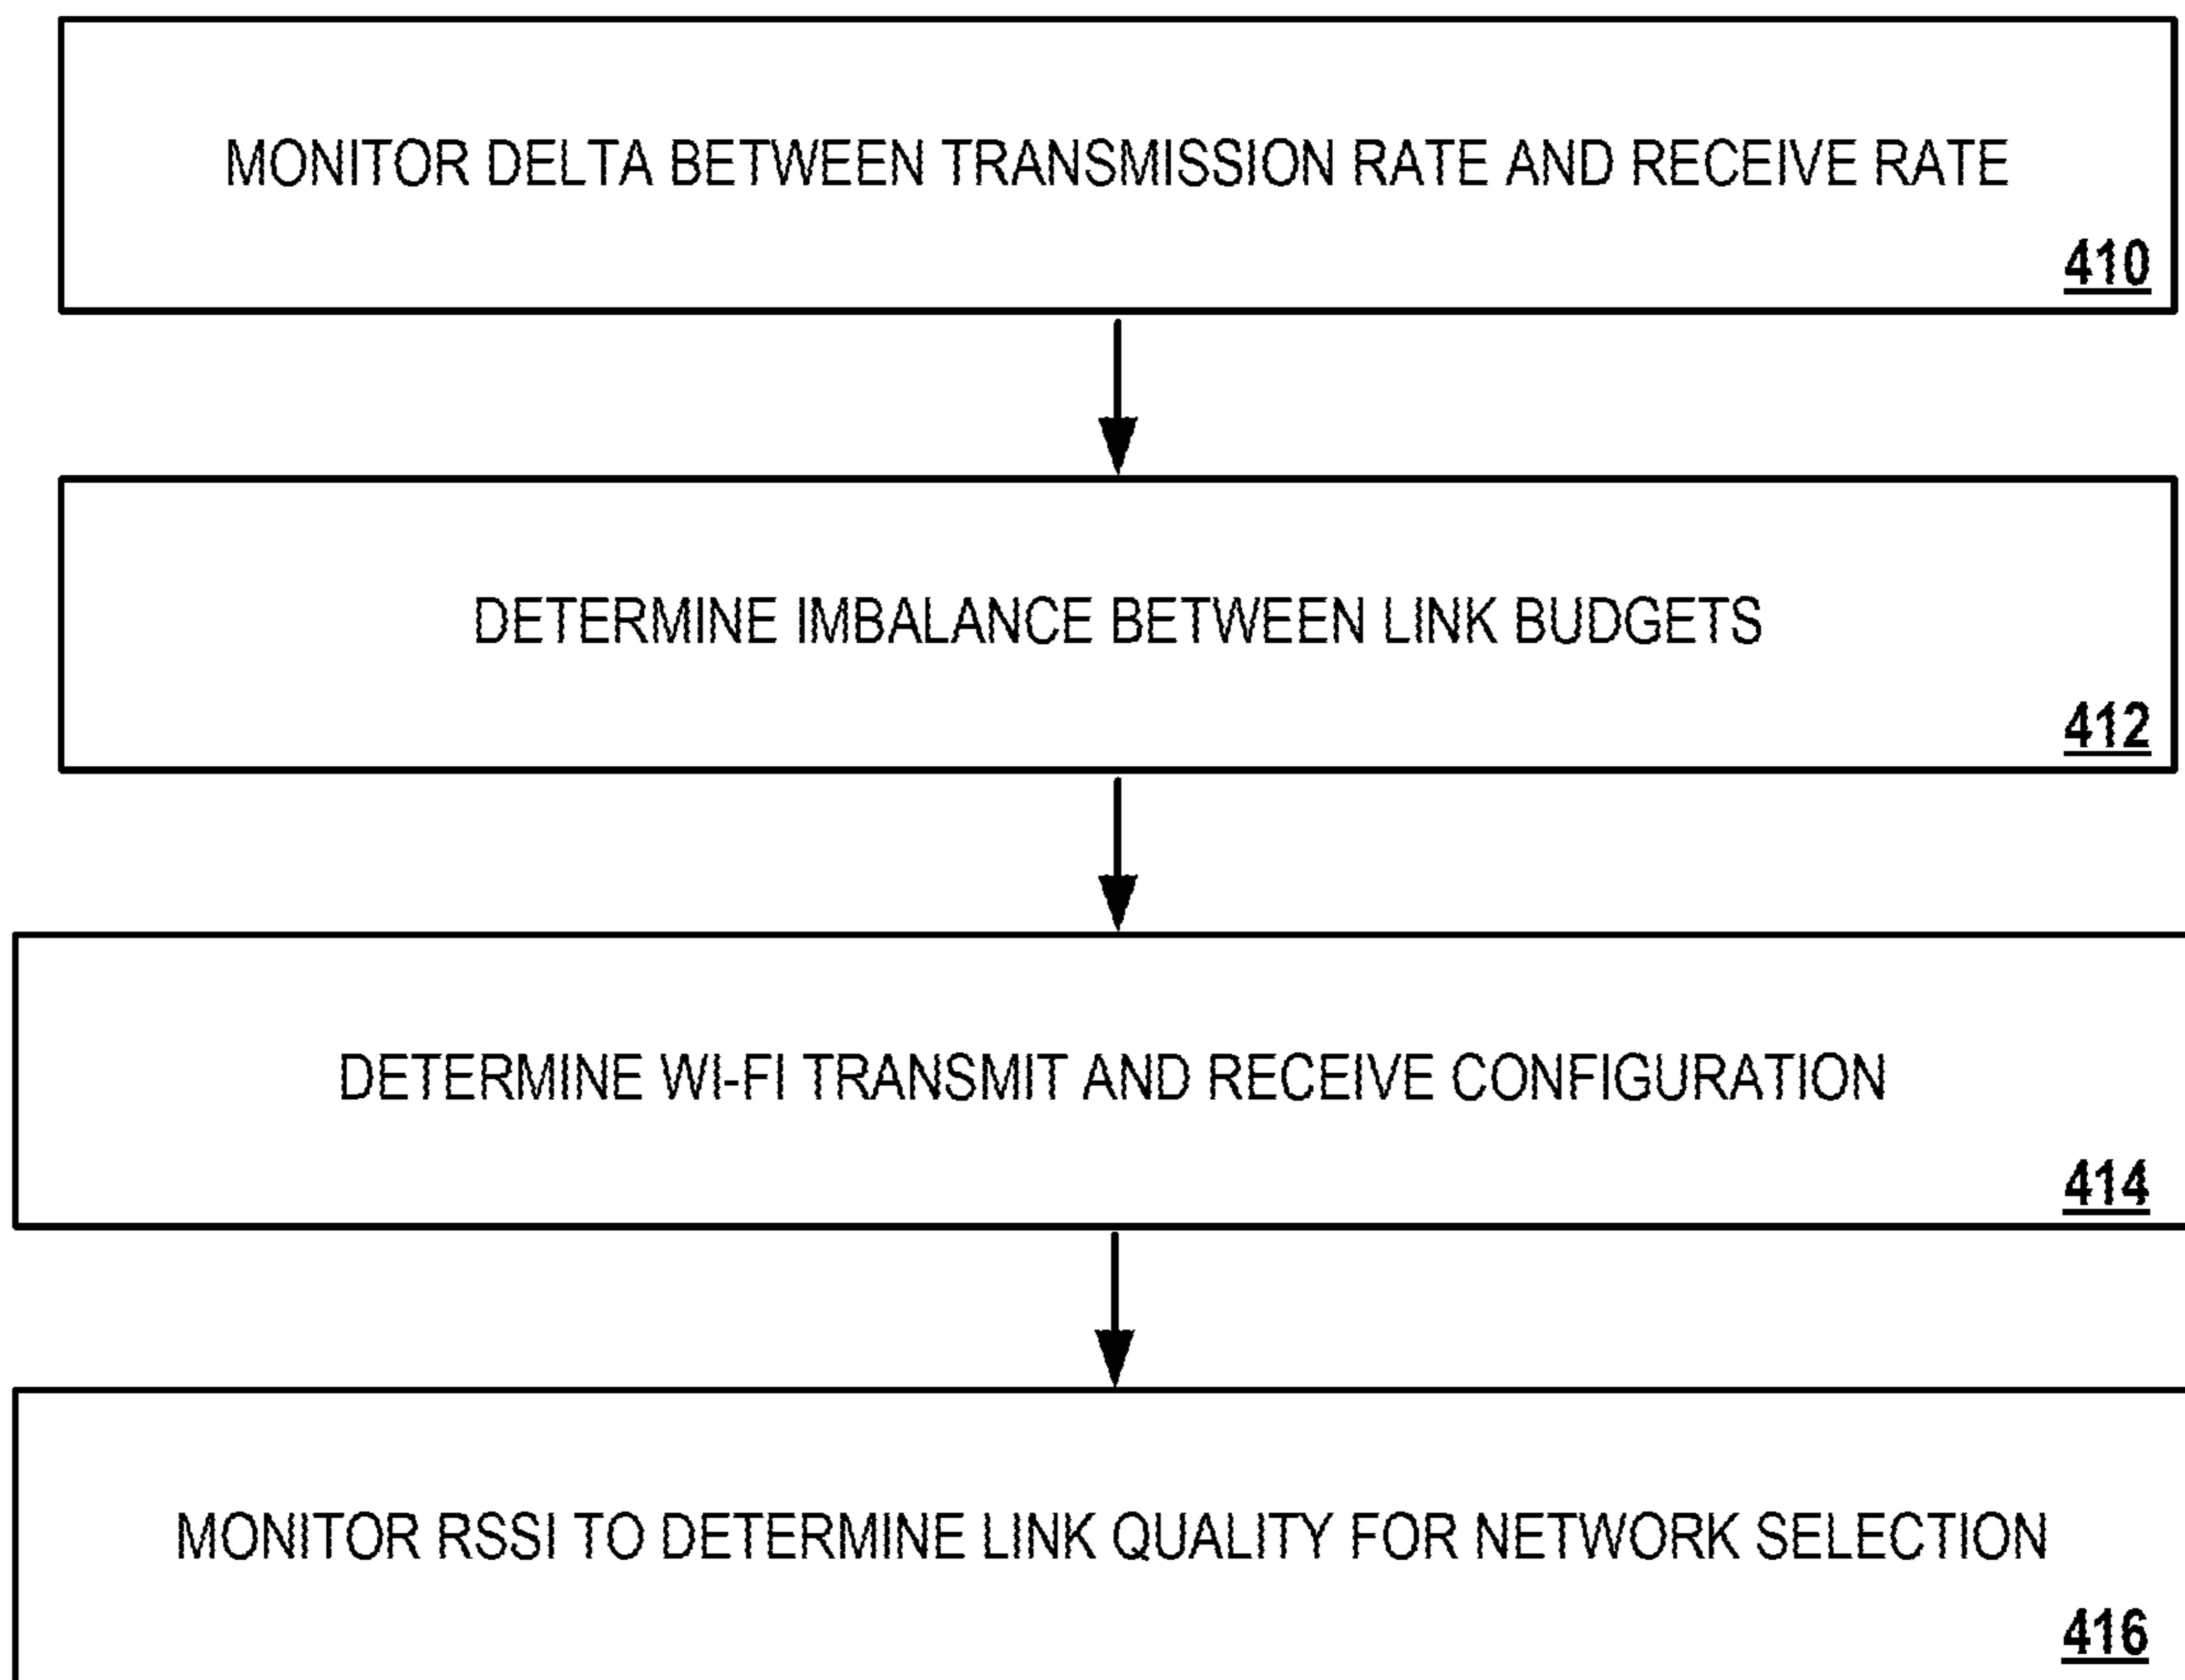 MONITOR DELTA BETWEEN TRANSMISSION RATE AND RECEIVE RATE
410
DETERMINE IMBALANCE BETWEEN LINK BUDGETS
412
DETERMINE WI-FI TRANSMIT AND RECEIVE CONFIGURATION
414
MONITOR RSSI TO DETERMINE LINK QUALITY FOR NETWORK SELECTION
416